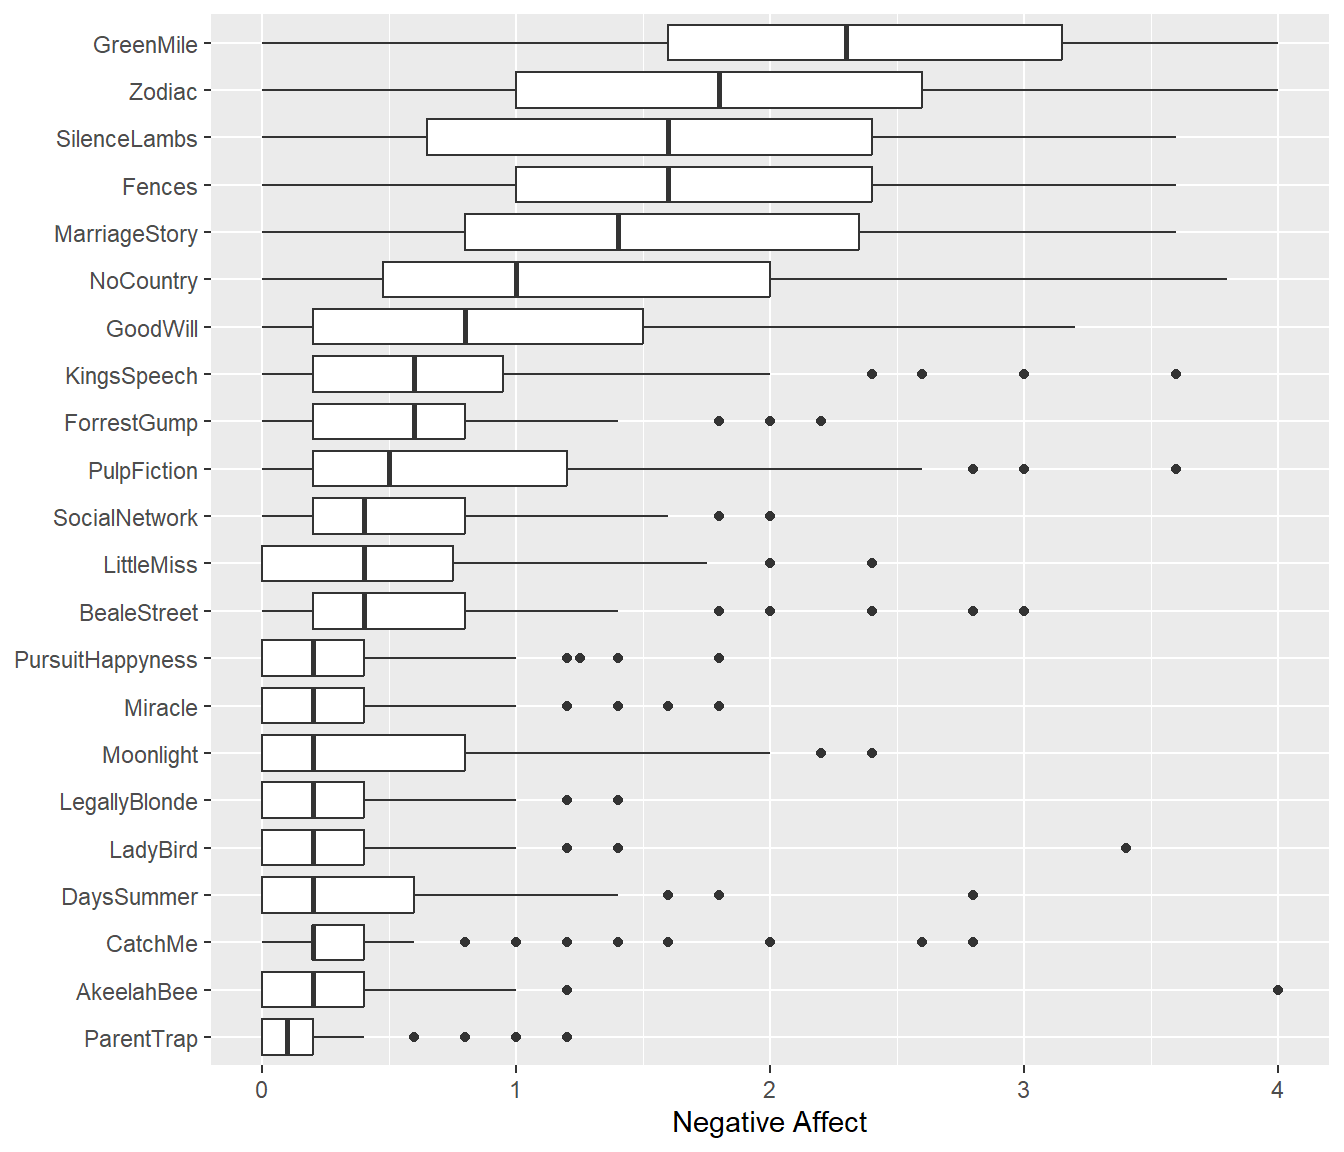 GreenMile
Zodiac
SilenceLambs
Fences
MarriageStory
NoCountry
GoodWill
KingsSpeech
ForrestGump
PulpFiction
SocialNetwork
LittleMiss
BealeStreet
PursuitHappyness
Miracle
Moonlight
LegallyBlonde
LadyBird
DaysSummer
CatchMe
AkeelahBee
ParentTrap
0 1 2 3 4
Negative Affect